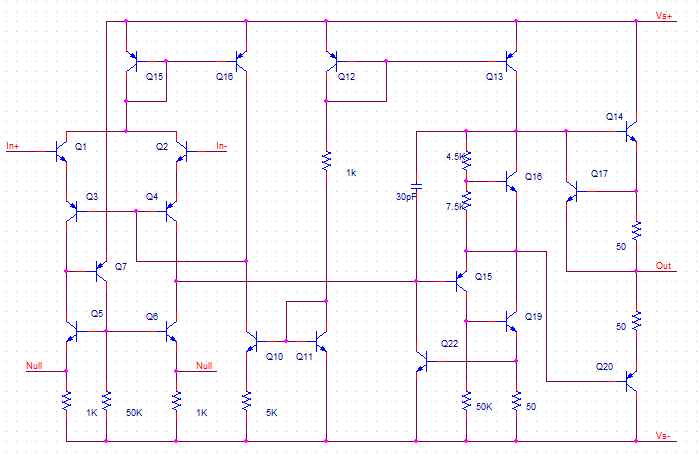 Vs+
Q15
Q16
Q12
Q13
Q14
In+
Q1
Q2
In-
4.5K
Q17
1k
Q16
Q3
Q4
30pF
7.5K
50
Q7
Q15
Out
Q5
Q6
Q19
50
Q10
Q11
Q22
Null
Null
Q20
1K
50K
1K
5K
50K
50
Vs-